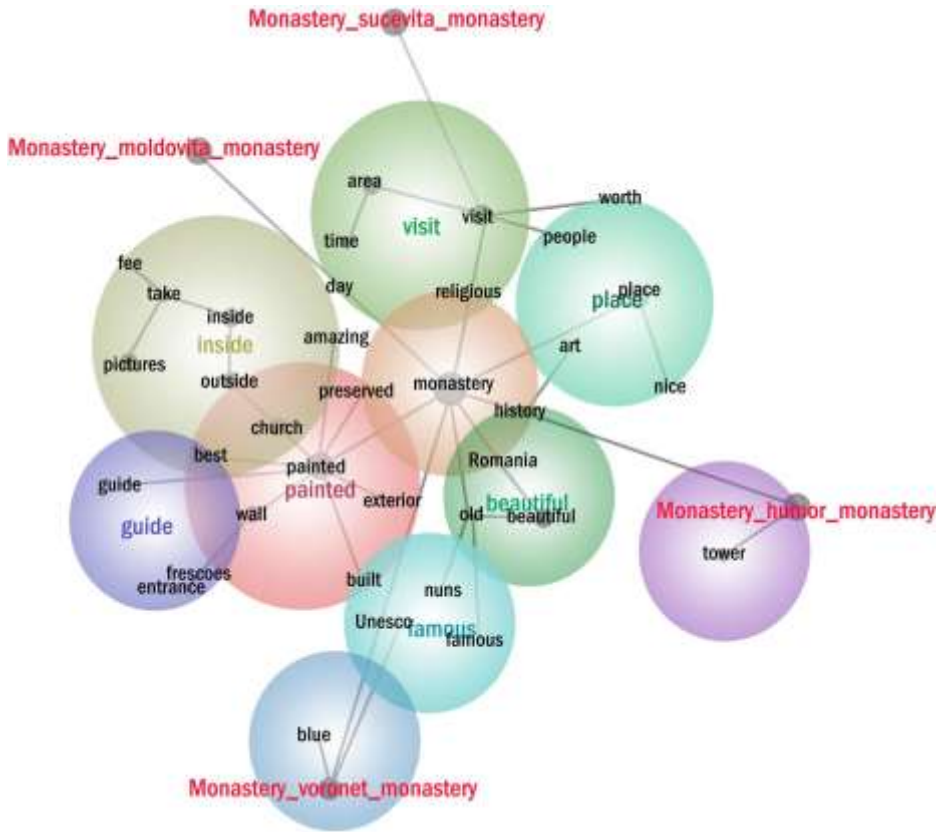 Monastery_sucevita_monastery
Monastery_moldovita_monastery
area
worth
visit
visit
time
people
fee
day
religious
place
place
take
inside
amazing
inside
art
pictures
outside
preserved
monastery
nice
history
church
best
painted
Romania
guide
painted
exterior
beautiful
wall
old
beautiful
Monastery_humor_monastery
guide
tower
frescoes
built
entrance
nuns
Unesco
famous
famous
blue
Monastery_voronet_monastery